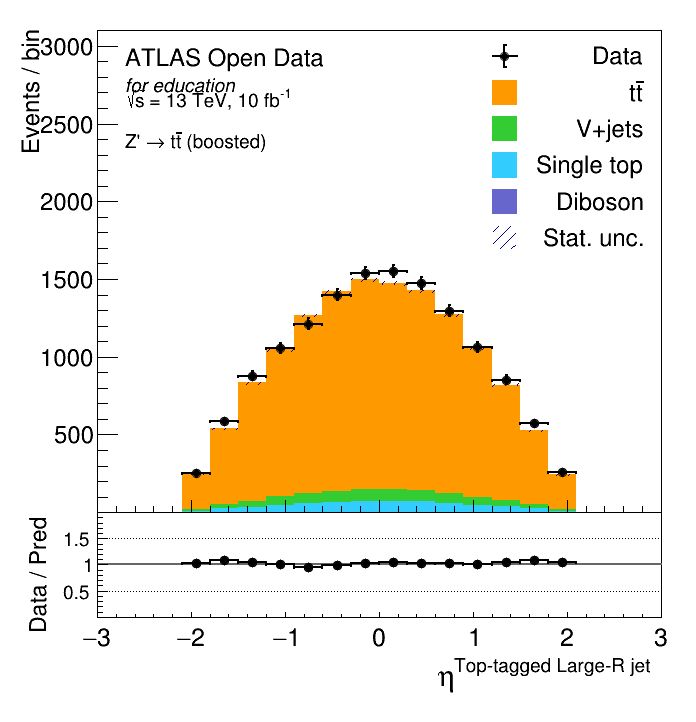 Events / bin
3000
2500
2000
1500
1000
500
ATLAS Open Data
for education
√s = 13 TeV, 10 fb⁻¹
Z' → tt̄ (boosted)
Data
tt̄
V+jets
Single top
Diboson
Stat. unc.
Data / Pred
1.5
1
0.5
−3 −2 −1 0 1 2 3
η^Top-tagged Large-R jet